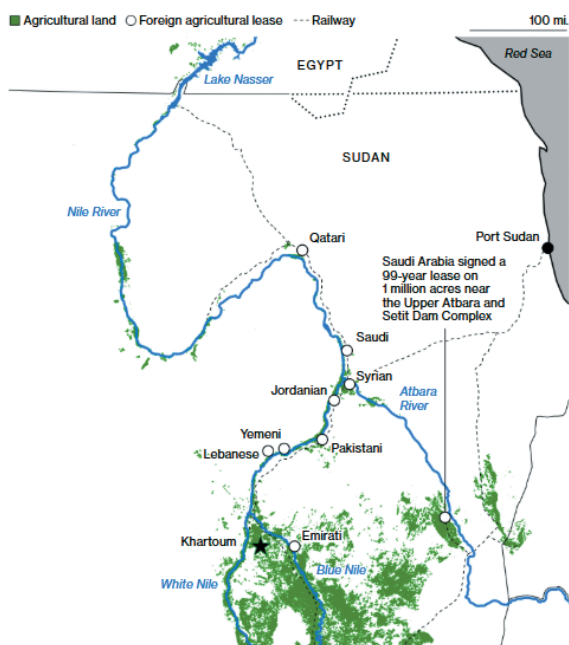 Agricultural land Foreign agricultural lease Railway 100 mi.
Red Sea
EGYPT
Lake Nasser
SUDAN
Nile River
Qatari
Port Sudan
Saudi Arabia signed a
99-year lease on
1 million acres near
the Upper Atbara and
Setit Dam Complex
Saudi
Syrian
Jordanian
Atbara
River
Yemeni
Lebanese
Pakistani
Khartoum
Emirati
Blue Nile
White Nile